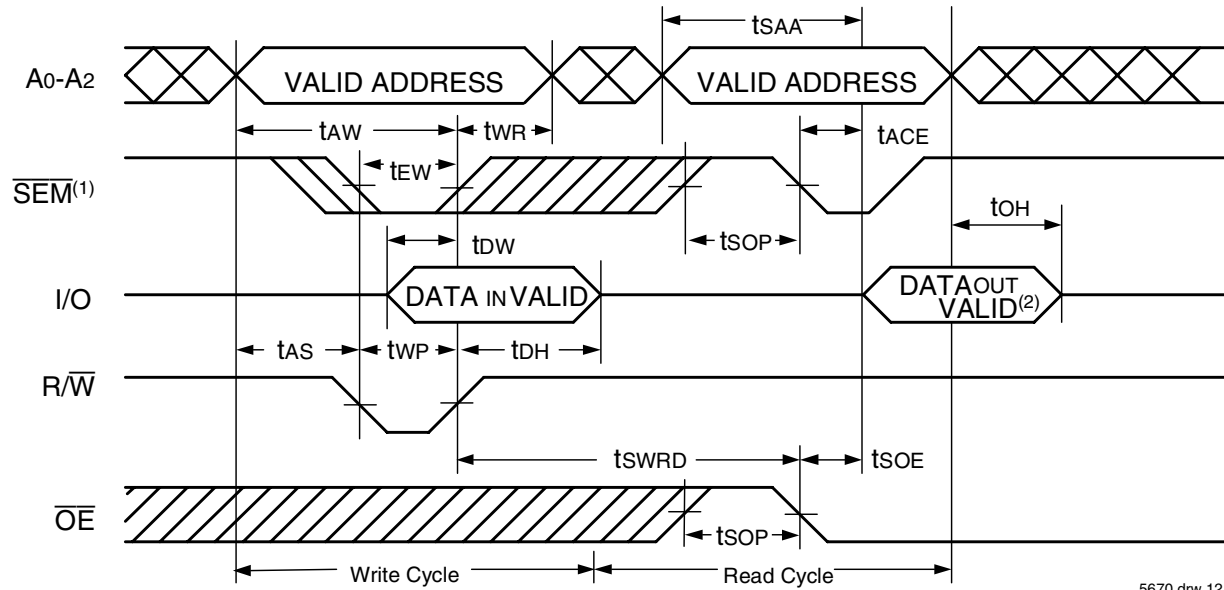 tSAA
A0-A2 VALID ADDRESS VALID ADDRESS
tAW tWR tACE
tEW
SEM(1)
tSOP tOH
tDW
I/O DATA IN VALID DATAOUT
VALID(2)
tAS tWP tDH
R/W
tSWRD tSOE
OE
tSOP
Write Cycle Read Cycle
5670 drw 12